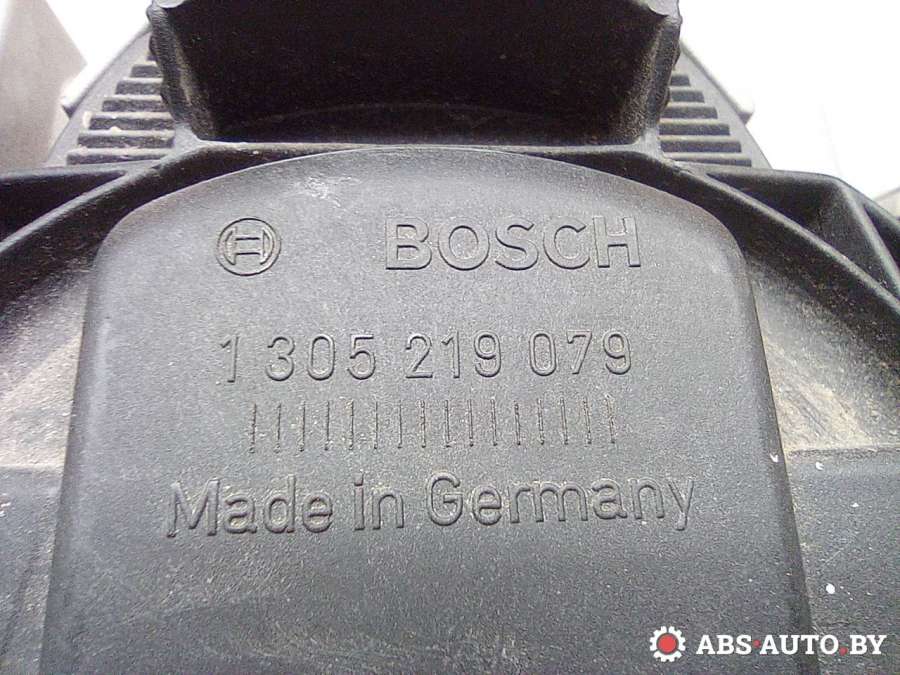 BOSCH
1 305 219 079
Made in Germany
ABS-AUTO.BY